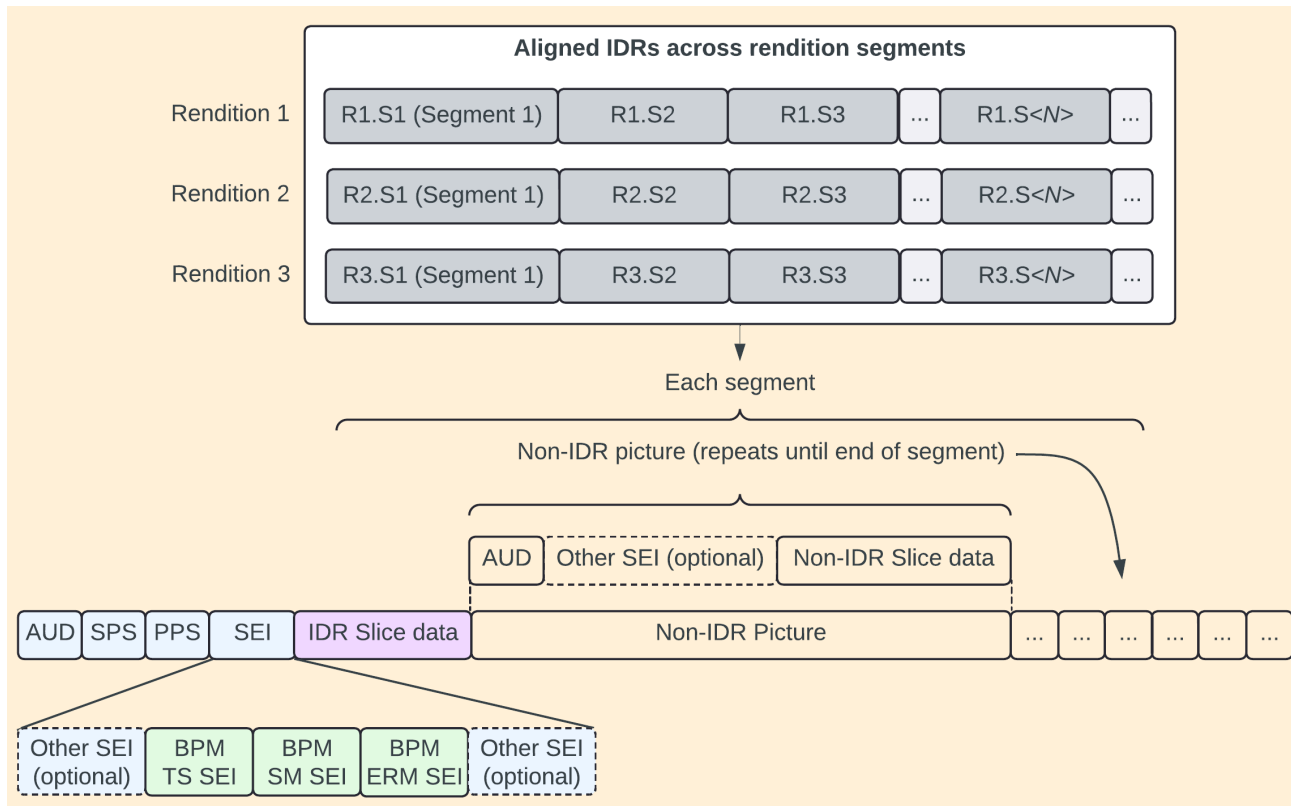 Aligned IDRs across rendition segments
Rendition 1 R1.S1 (Segment 1) R1.S2 R1.S3 ... R1.S<N> ...
Rendition 2 R2.S1 (Segment 1) R2.S2 R2.S3 ... R2.S<N> ...
Rendition 3 R3.S1 (Segment 1) R3.S2 R3.S3 ... R3.S<N> ...
Each segment
Non-IDR picture (repeats until end of segment)
AUD Other SEI (optional) Non-IDR Slice data
AUD SPS PPS SEI IDR Slice data Non-IDR Picture ... ... ... ... ... ...
Other SEI BPM BPM BPM Other SEI
(optional) TS SEI SM SEI ERM SEI (optional)